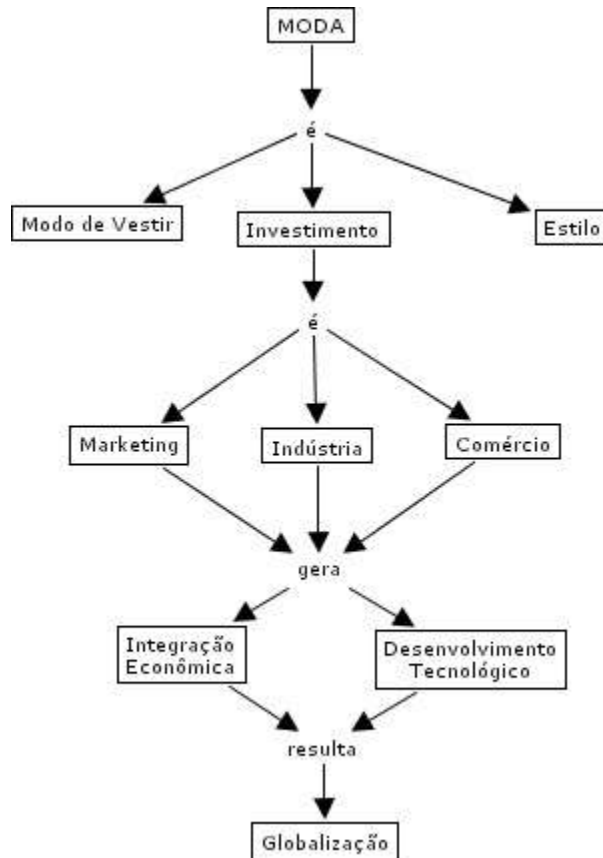 MODA
é
Modo de Vestir
Investimento
Estilo
é
Marketing
Indústria
Comércio
gera
Integração
Econômica
Desenvolvimento
Tecnológico
resulta
Globalização